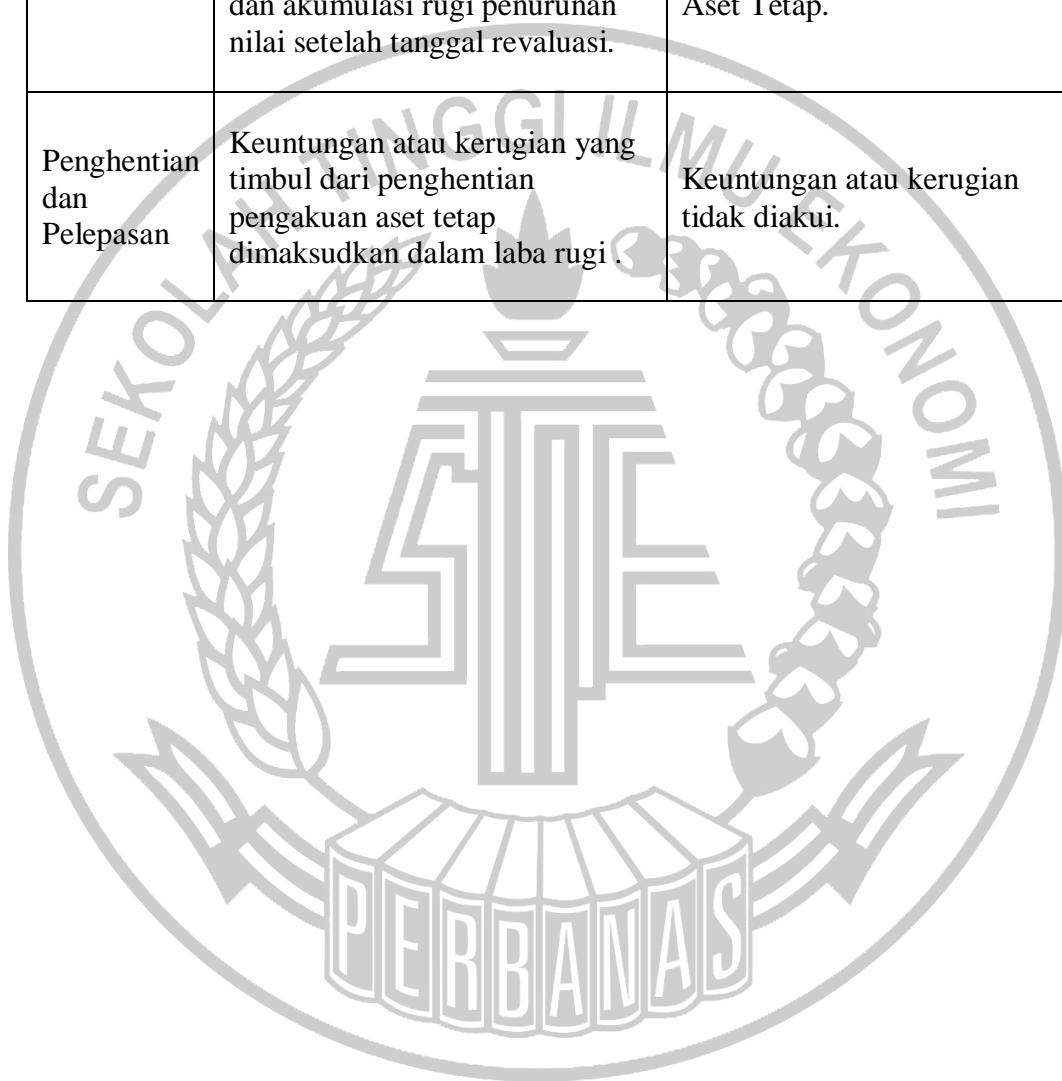 dan akumulasi rugi penurunan
nilai setelah tanggal revaluasi.
Aset Tetap.
Penghentian
dan
Pelepasan
Keuntungan atau kerugian yang
timbul dari penghentian
pengakuan aset tetap
dimaksudkan dalam laba rugi .
Keuntungan atau kerugian
tidak diakui.
SEKOLAH TINGGI ILMU EKONOMI
STIE
PERBANAS